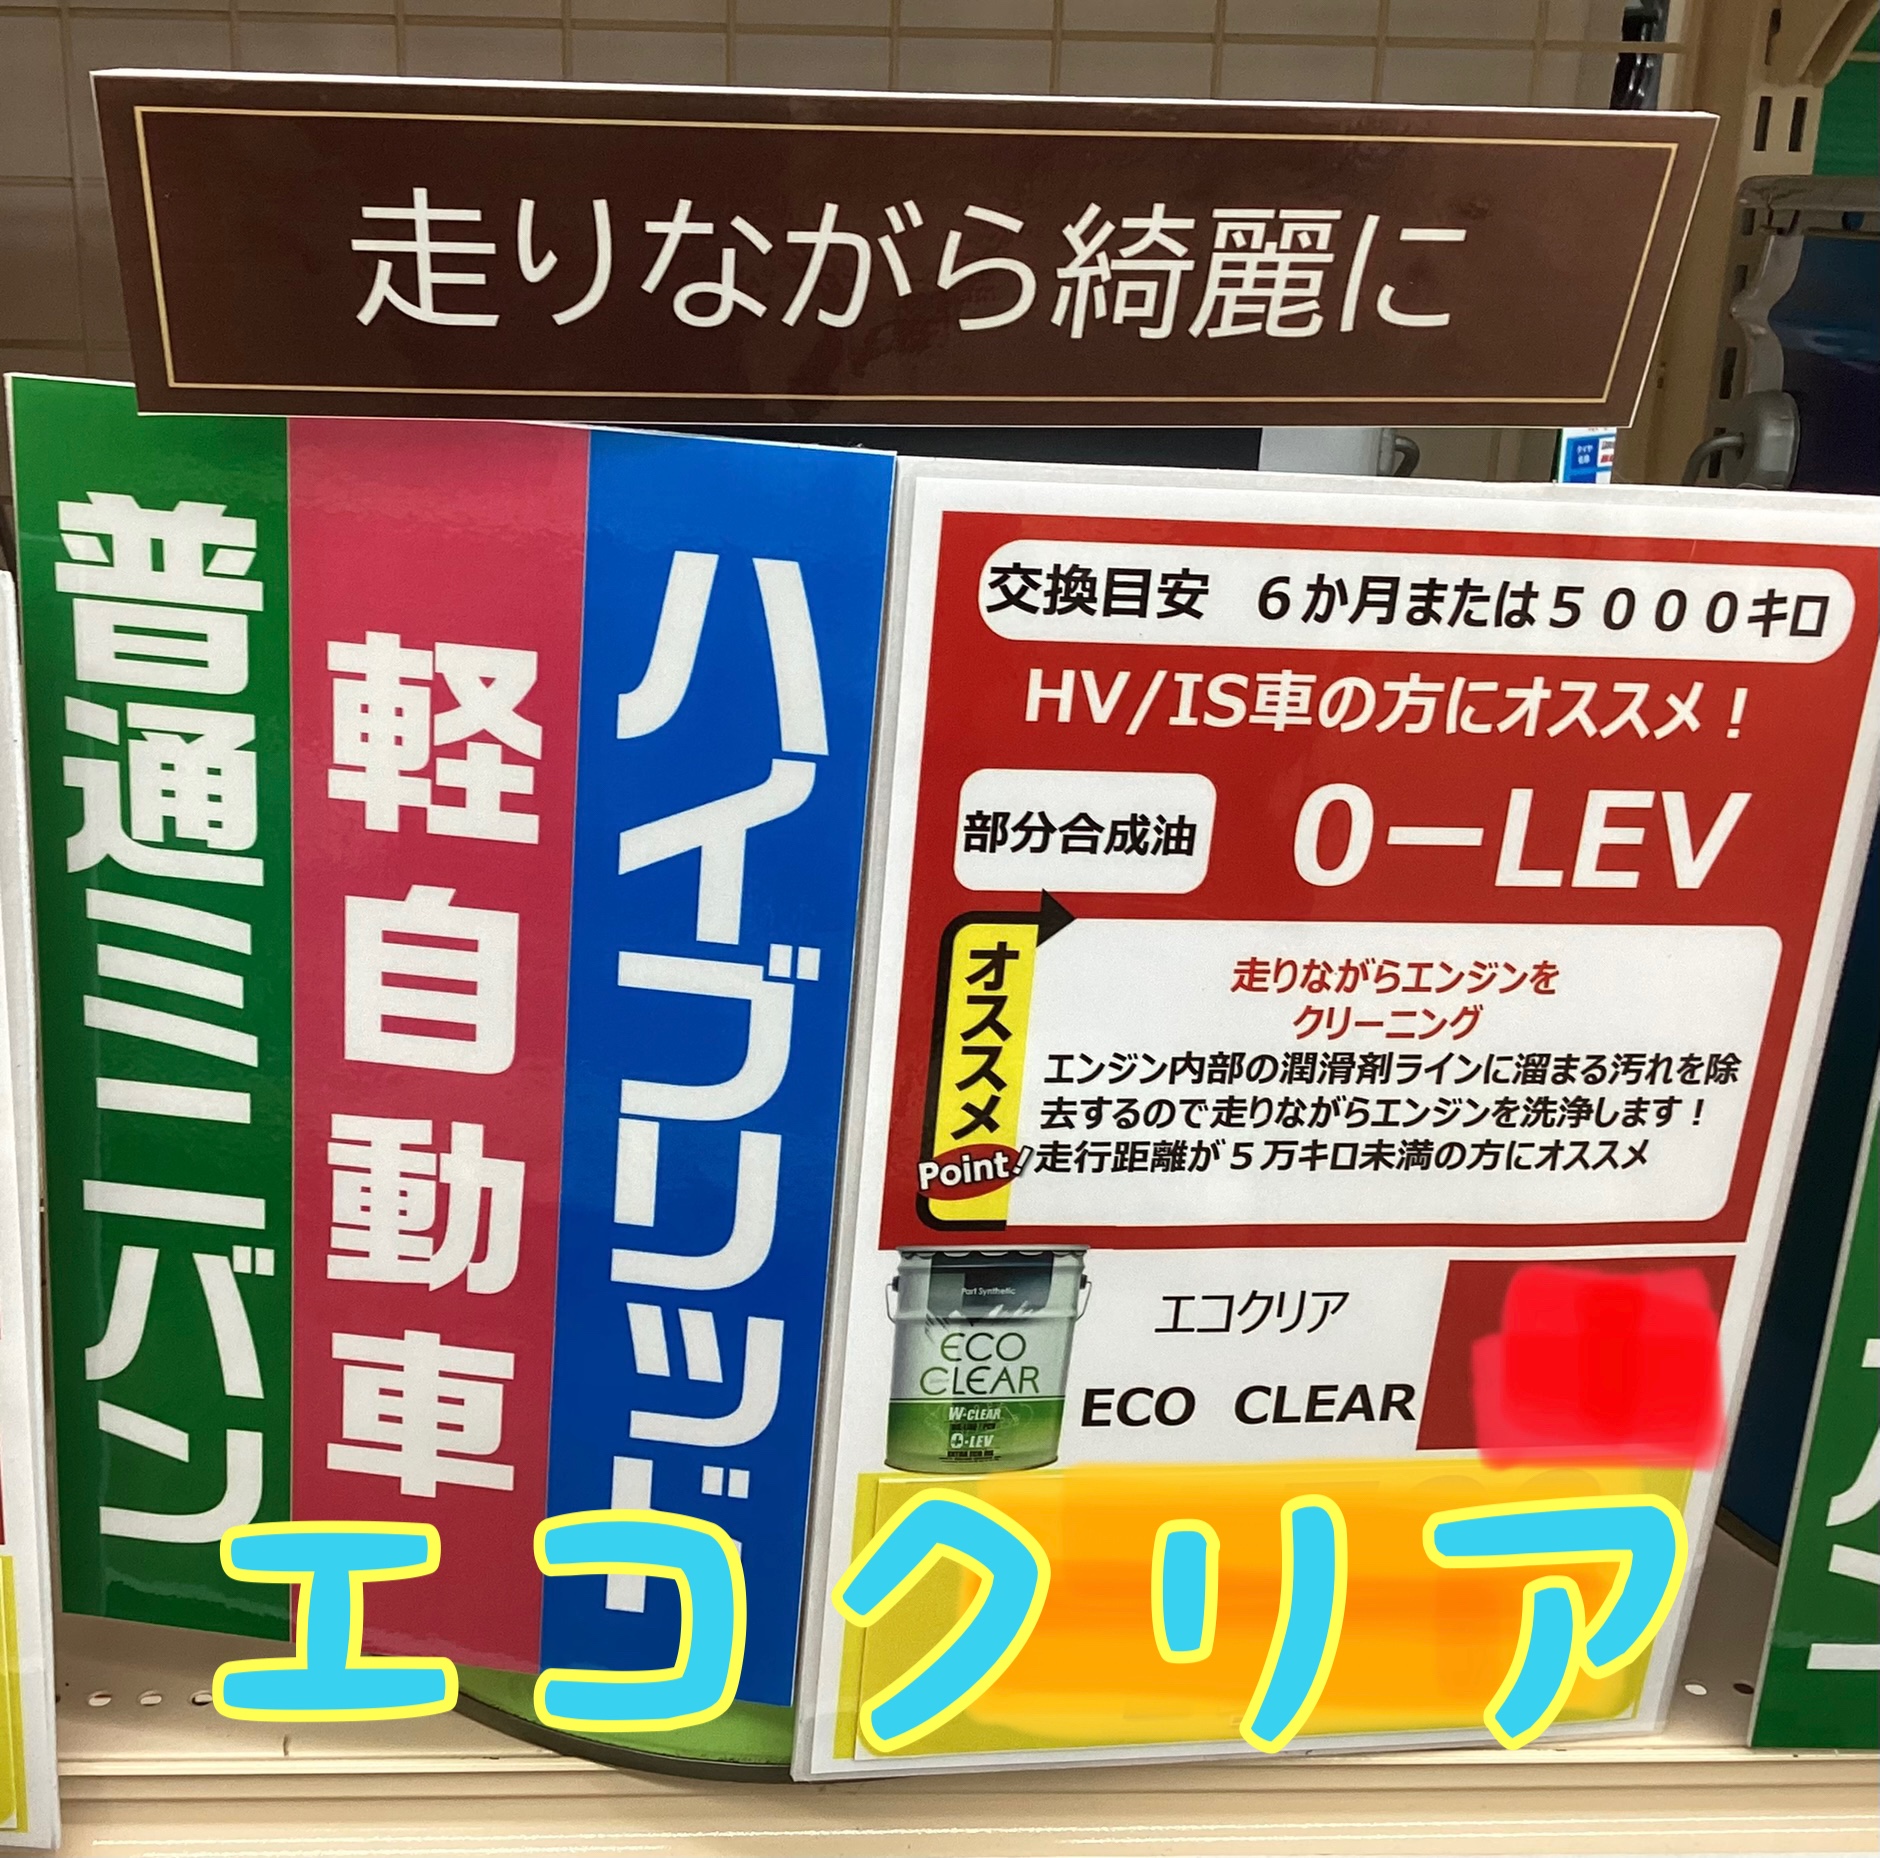 走りながら綺麗に
普通ミニバン
軽自動車
ハイブリッド
交換目安 6か月または5000キロ
HV/IS車の方にオススメ！
部分合成油
0ーLEV
オススメ
Point!
走りながらエンジンを
クリーニング
エンジン内部の潤滑剤ラインに溜まる汚れを除
去するので走りながらエンジンを洗浄します！
走行距離が5万キロ未満の方にオススメ
Part Synthetic
ECO
CLEAR
W-CLEAR
0-LEV
エコクリア
ECO CLEAR
エコクリア